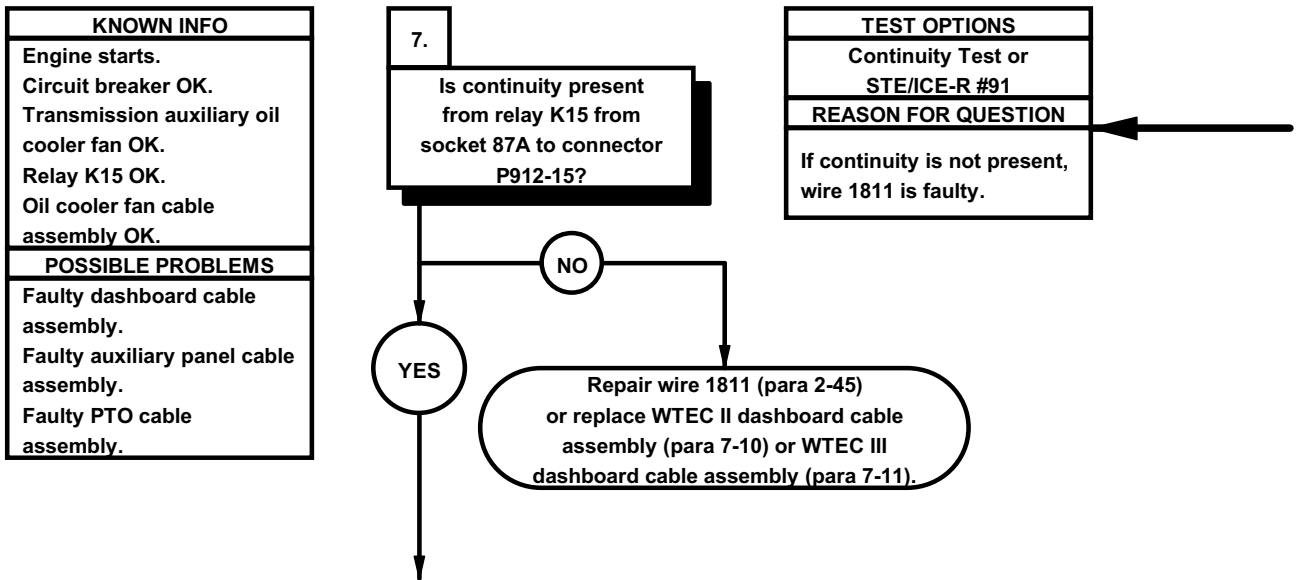 KNOWN INFO
Engine starts.
Circuit breaker OK.
Transmission auxiliary oil
cooler fan OK.
Relay K15 OK.
Oil cooler fan cable
assembly OK.
POSSIBLE PROBLEMS
Faulty dashboard cable
assembly.
Faulty auxiliary panel cable
assembly.
Faulty PTO cable
assembly.
7.
Is continuity present
from relay K15 from
socket 87A to connector
P912-15?
NO
YES
Repair wire 1811 (para 2-45)
or replace WTEC II dashboard cable
assembly (para 7-10) or WTEC III
dashboard cable assembly (para 7-11).
TEST OPTIONS
Continuity Test or
STE/ICE-R #91
REASON FOR QUESTION
If continuity is not present,
wire 1811 is faulty.